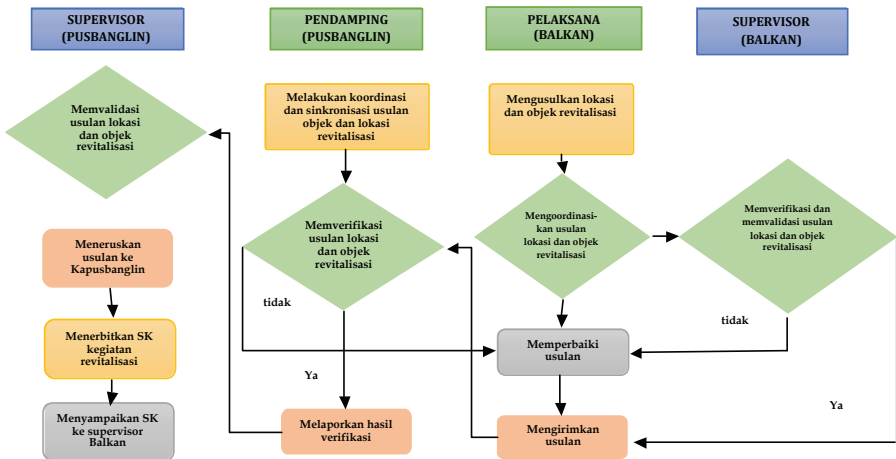 SUPERVISOR
(PUSBANGLIN)
PENDAMPING
(PUSBANGLIN)
PELAKSANA
(BALKAN)
SUPERVISOR
(BALKAN)
Memvalidasi
usulan lokasi
dan objek
revitalisasi
Meneruskan
usulan ke
Kapusbanglin
Menerbitkan SK
kegiatan
revitalisasi
Menyampaikan SK
ke supervisor
Balkan
Melakukan koordinasi
dan sinkronisasi usulan
objek dan lokasi
revitalisasi
Memverifikasi
usulan lokasi
dan objek
revitalisasi
tidak
Ya
Melaporkan hasil
verifikasi
Mengusulkan lokasi
dan objek revitalisasi
Mengoordinasi-
kan usulan
lokasi dan objek
revitalisasi
Memperbaiki
usulan
Mengirimkan
usulan
Memverifikasi dan
memvalidasi usulan
lokasi dan objek
revitalisasi
tidak
Ya